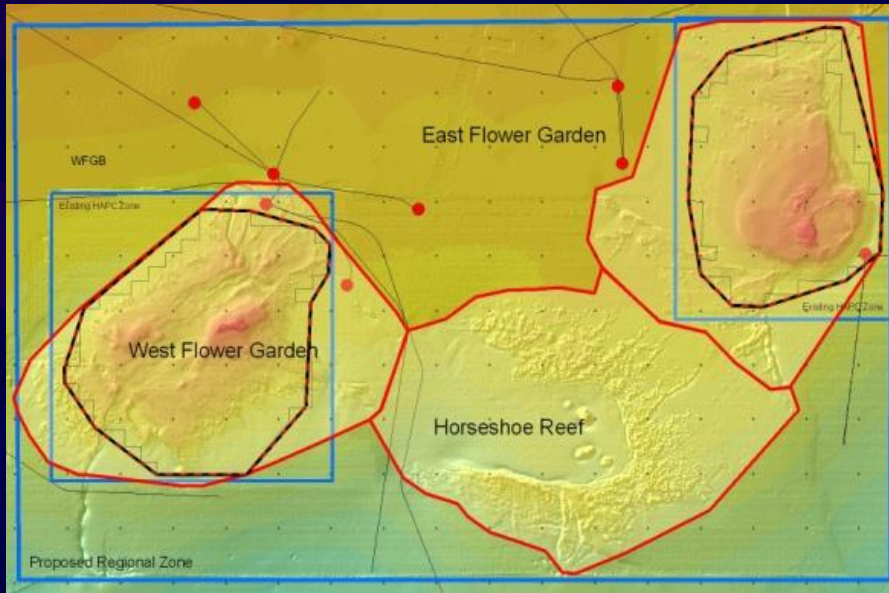 East Flower Garden
WFGB
Existing HAPC Zone
Existing HAPC Zone
West Flower Garden
Horseshoe Reef
Proposed Regional Zone